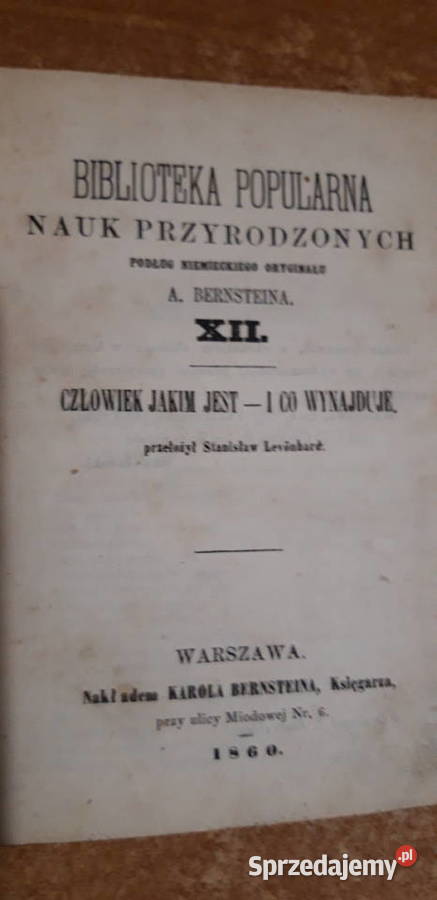 BIBLIOTEKA POPULARNA
NAUK PRZYRODZONYCH
PODŁUG NIEMIECKIEGO ORYGINAŁU
A. BERNSTEINA.
XII.
CZŁOWIEK JAKIM JEST — I CO WYNAJDUJE,
przełożył Stanisław
WARSZAWA.
Nakładem KAROLA BERNSTEINA, Księgarza,
przy ulicy Miodowej Nr. 6.
1860.
Sprzedajemy.pl